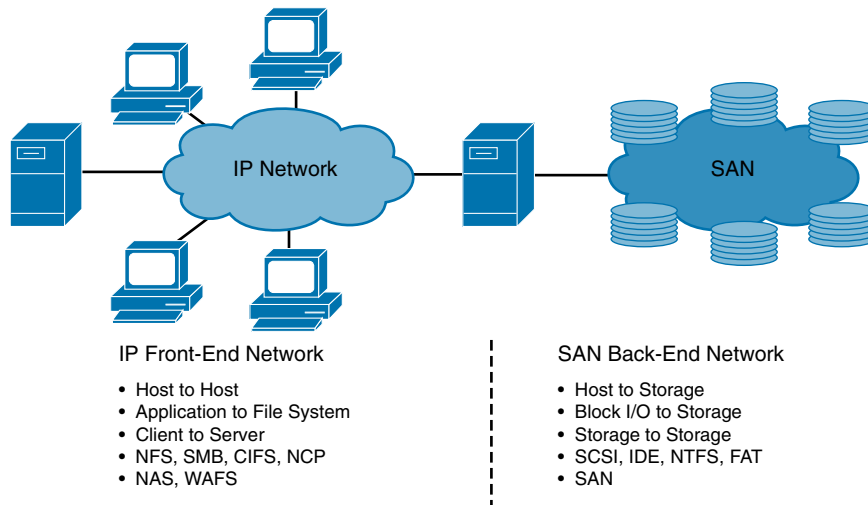 IP Network
SAN
IP Front-End Network
• Host to Host
• Application to File System
• Client to Server
• NFS, SMB, CIFS, NCP
• NAS, WAFS
SAN Back-End Network
• Host to Storage
• Block I/O to Storage
• Storage to Storage
• SCSI, IDE, NTFS, FAT
• SAN